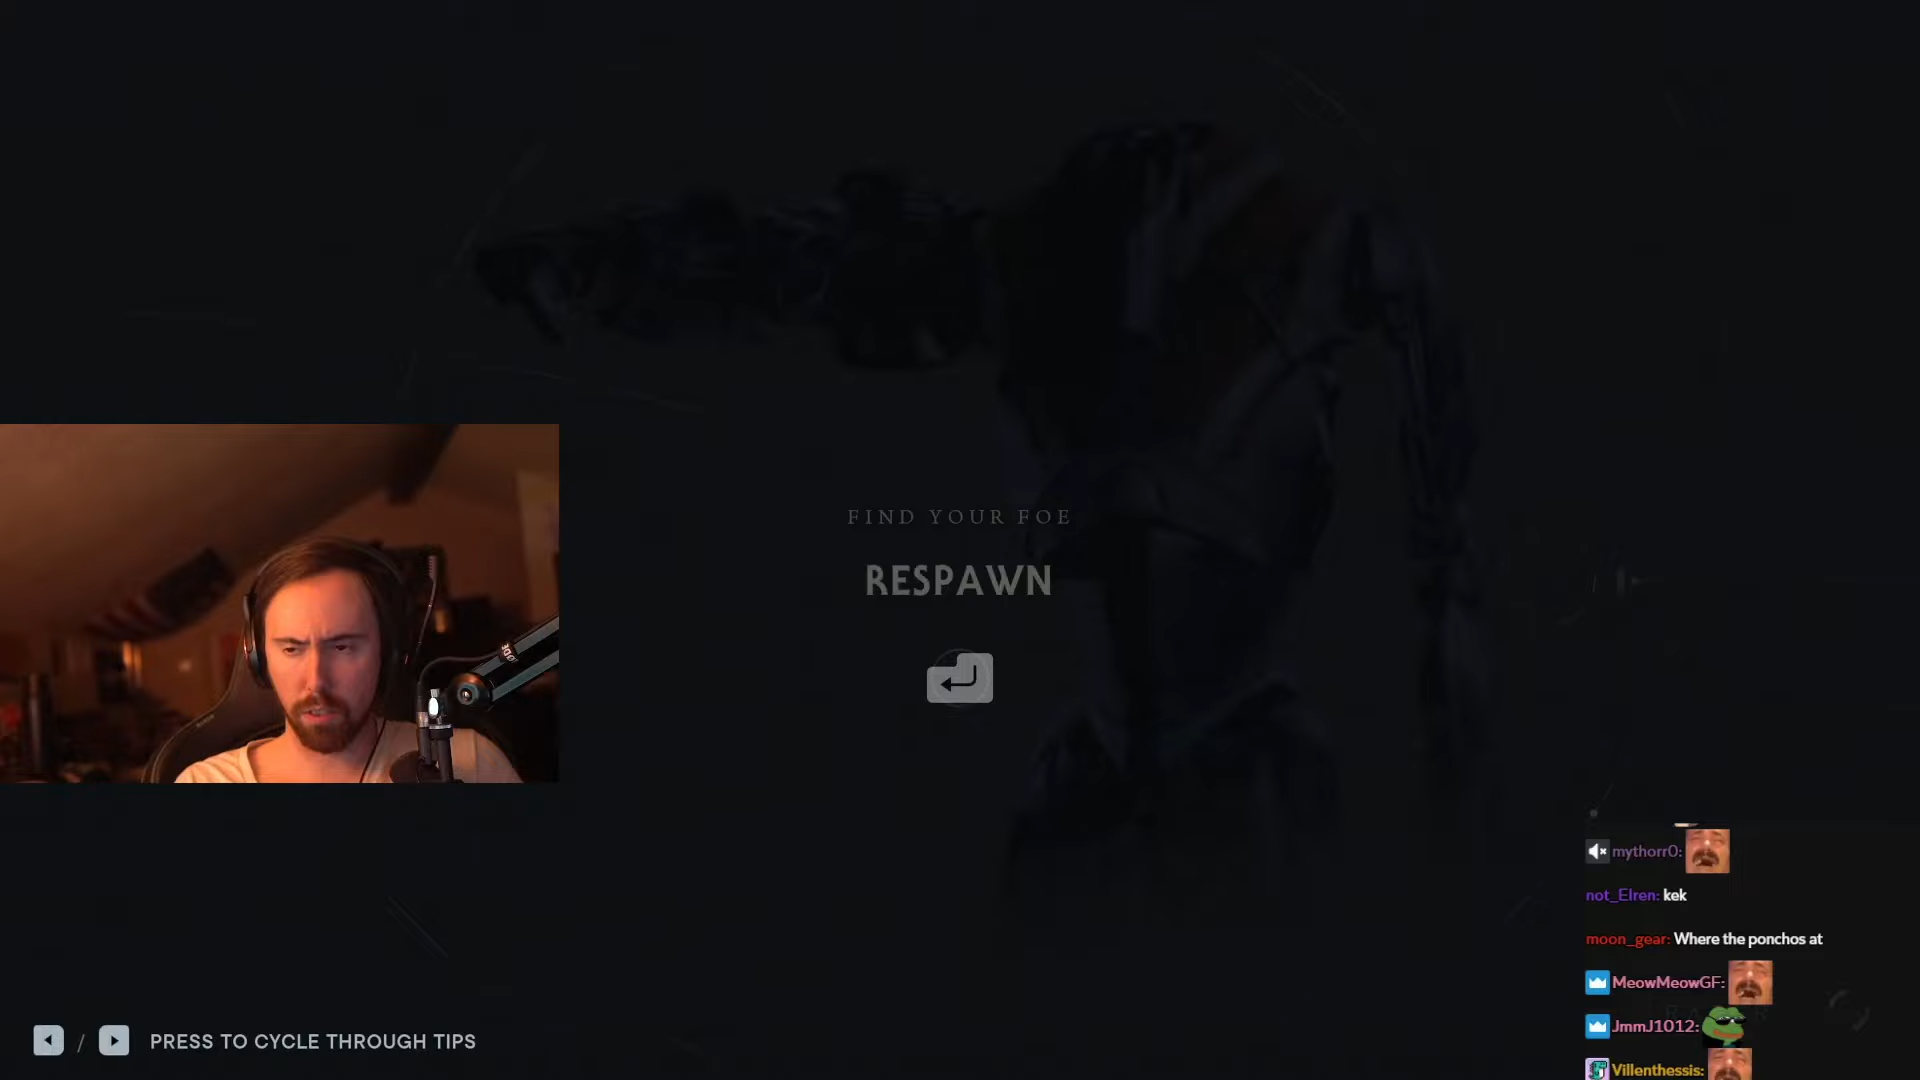 FIND YOUR FOE
RESPAWN
mythorr0:
not_Elren: kek
moon_gear: Where the ponchos at
MeowMeowGF:
JmmJ1012:
Villenthessis:
/ PRESS TO CYCLE THROUGH TIPS